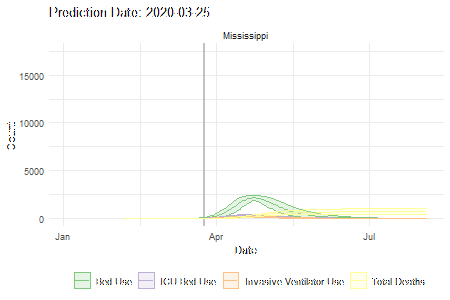 Prediction Date: 2020-03-25
Mississippi
15000
10000
5000
0
Count
Jan
Apr
Jul
Date
Bed Use
ICU Bed Use
Invasive Ventilator Use
Total Deaths